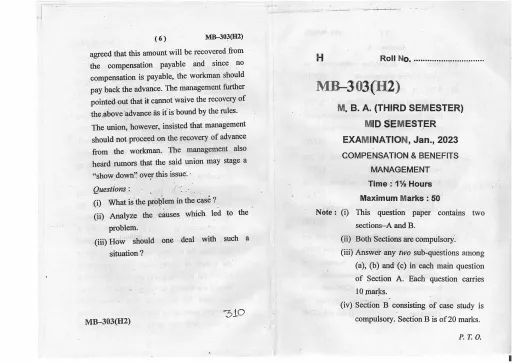 ( 6 ) MB–303(H2)
agreed that this amount will be recovered from
the compensation payable and since no
compensation is payable, the workman should
pay back the advance. The management further
pointed out that it cannot waive the recovery of
the above advance as it is bound by the rules.
The union, however, insisted that management
should not proceed on the recovery of advance
from the workman. The management also
heard rumors that the said union may stage a
“show down” over this issue.
Questions :
(i) What is the problem in the case ?
(ii) Analyze the causes which led to the
problem.
(iii) How should one deal with such a
situation ?
MB–303(H2)
310
H Roll No. ..............................
MB–303(H2)
M. B. A. (THIRD SEMESTER)
MID SEMESTER
EXAMINATION, Jan., 2023
COMPENSATION & BENEFITS
MANAGEMENT
Time : 1½ Hours
Maximum Marks : 50
Note : (i) This question paper contains two
sections–A and B.
(ii) Both Sections are compulsory.
(iii) Answer any two sub-questions among
(a), (b) and (c) in each main question
of Section A. Each question carries
10 marks.
(iv) Section B consisting of case study is
compulsory. Section B is of 20 marks.
P. T. O.